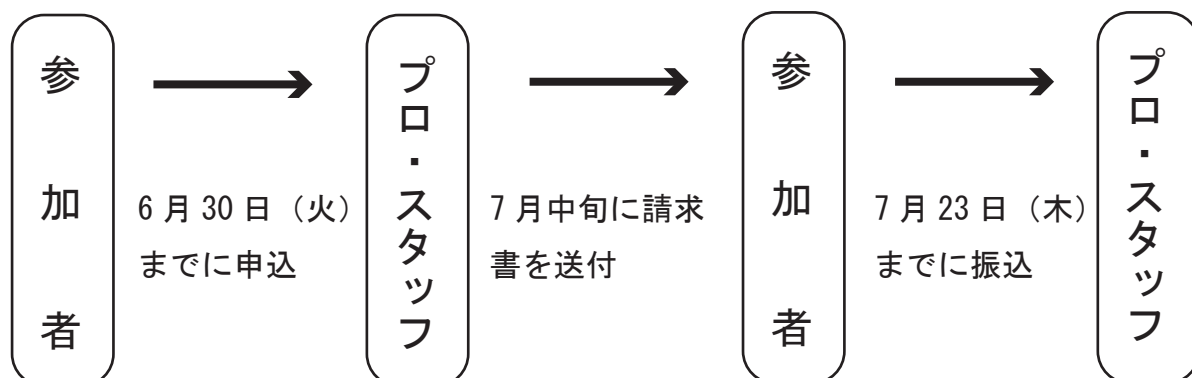 参加者
6月30日（火）
までに申込
プロ・スタッフ
7月中旬に請求
書を送付
参加者
7月23日（木）
までに振込
プロ・スタッフ